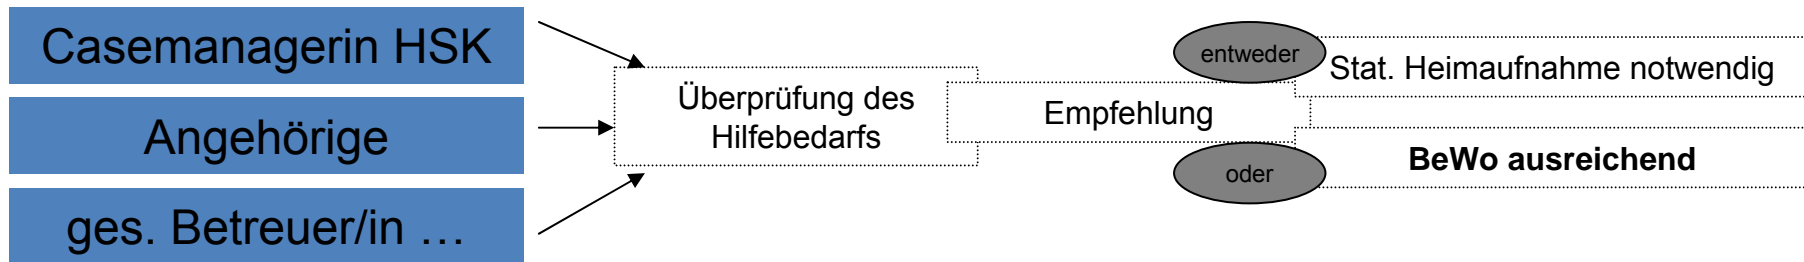 Casemanagerin HSK
Angehörige
ges. Betreuer/in …
Überprüfung des
Hilfebedarfs
Empfehlung
entweder
Stat. Heimaufnahme notwendig
oder
BeWo ausreichend